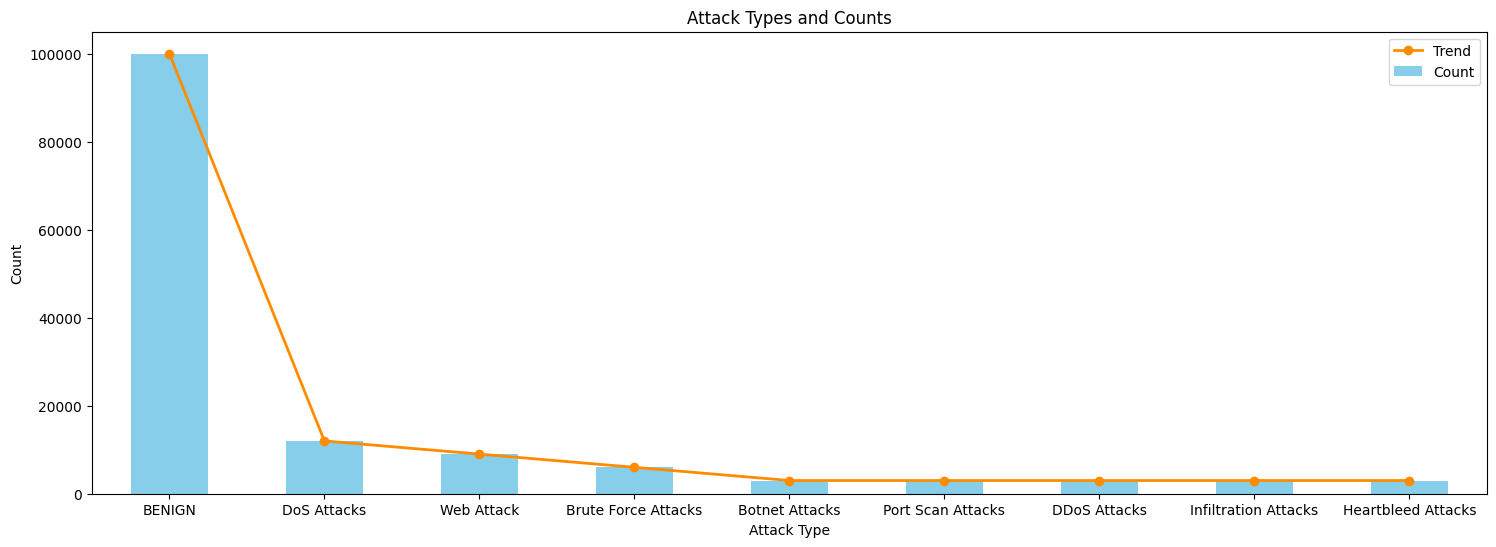 Attack Types and Counts
Trend
Count
100000
80000
60000
40000
20000
0
Count
BENIGN
DoS Attacks
Web Attack
Brute Force Attacks
Botnet Attacks
Port Scan Attacks
DDoS Attacks
Infiltration Attacks
Heartbleed Attacks
Attack Type